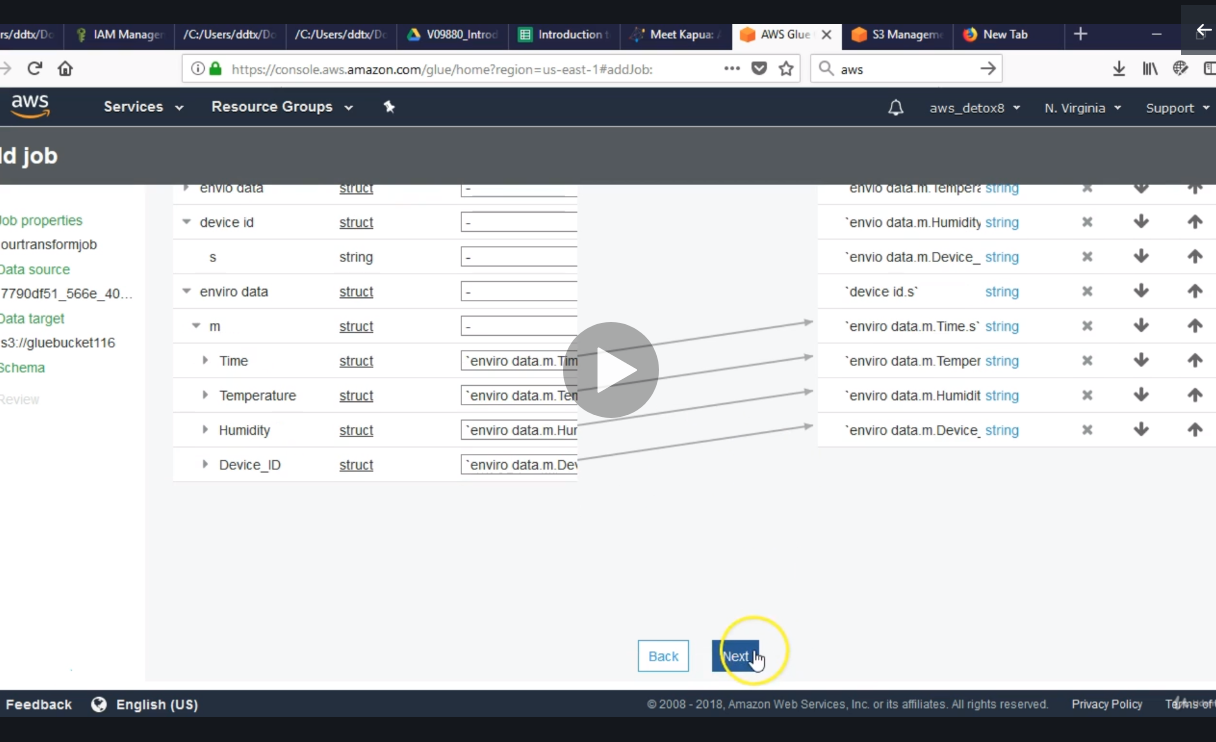 rs/ddtx/Do IAM Manager /C:/Users/ddtx/Do /C:/Users/ddtx/Do V09880_Introd Introduction t Meet Kapua: AWS Glue S3 Manageme New Tab
https://console.aws.amazon.com/glue/home?region=us-east-1#addJob: aws
aws Services Resource Groups aws_detox8 N. Virginia Support
dd job
envio data struct - `envio data.m.Tempera string
Job properties
device id struct - `envio data.m.Humidity string
ourtransformjob
s string - `envio data.m.Device_ string
Data source
7790df51_566e_40...
enviro data struct - `device id.s` string
Data target
m struct - `enviro data.m.Time.s` string
s3://gluebucket116
Time struct `enviro data.m.Tim `enviro data.m.Temper string
Schema
Temperature struct `enviro data.m.Ten `enviro data.m.Humidit string
Review
Humidity struct `enviro data.m.Hur `enviro data.m.Device_ string
Device_ID struct `enviro data.m.Dev
Back Next
Feedback English (US) © 2008 - 2018, Amazon Web Services, Inc. or its affiliates. All rights reserved. Privacy Policy Terms of